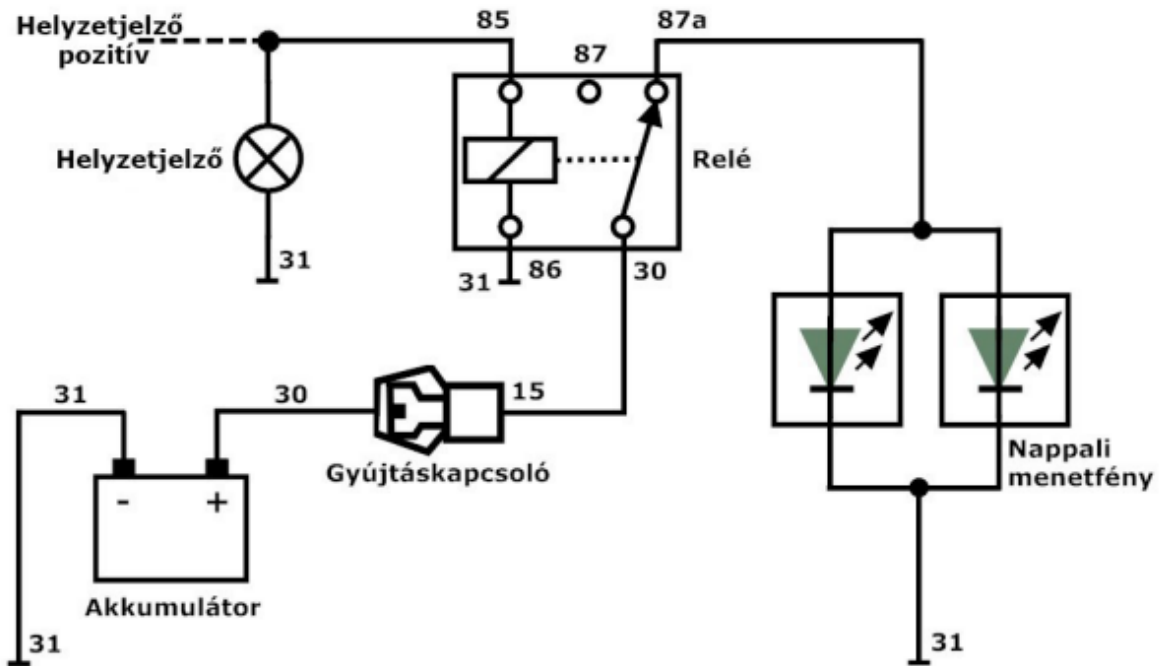 Helyzetjelző
pozitív
85
87
87a
Helyzetjelző
Relé
31
31
86
30
31
30
15
Gyújtáskapcsoló
Nappali
menetfény
- +
Akkumulátor
31
31